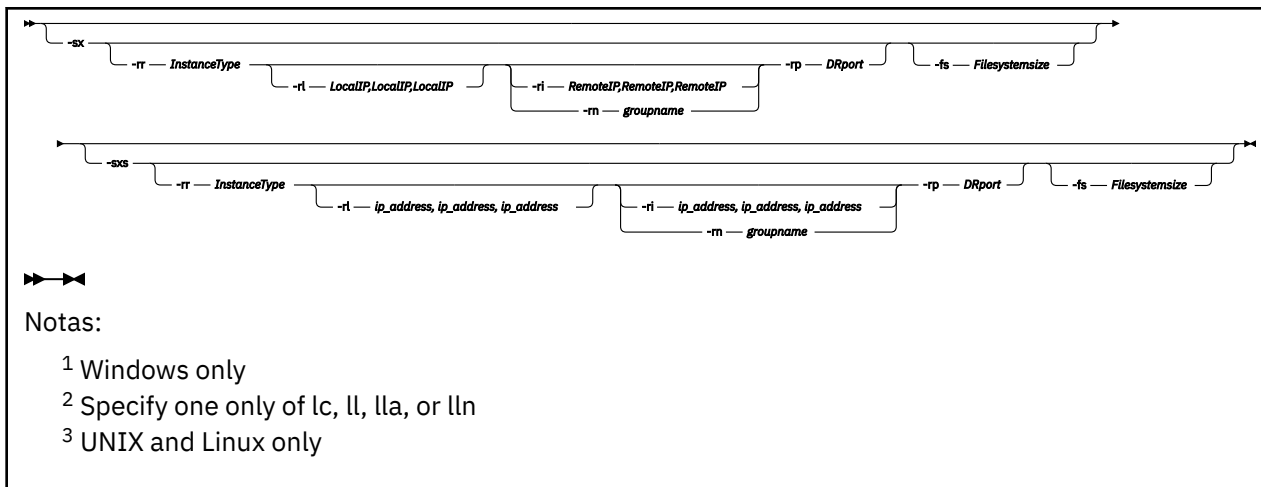 -sx
-rr InstanceType -rp DRport -fs Filesystemsize
-rl LocalIP,LocalIP,LocalIP -ri RemoteIP,RemoteIP,RemoteIP
-rn groupname
-sxs
-rr InstanceType -rp DRport -fs Filesystemsize
-rl ip_address, ip_address, ip_address -ri ip_address, ip_address, ip_address
-rn groupname
Notas:
1 Windows only
2 Specify one only of lc, ll, lla, or lln
3 UNIX and Linux only